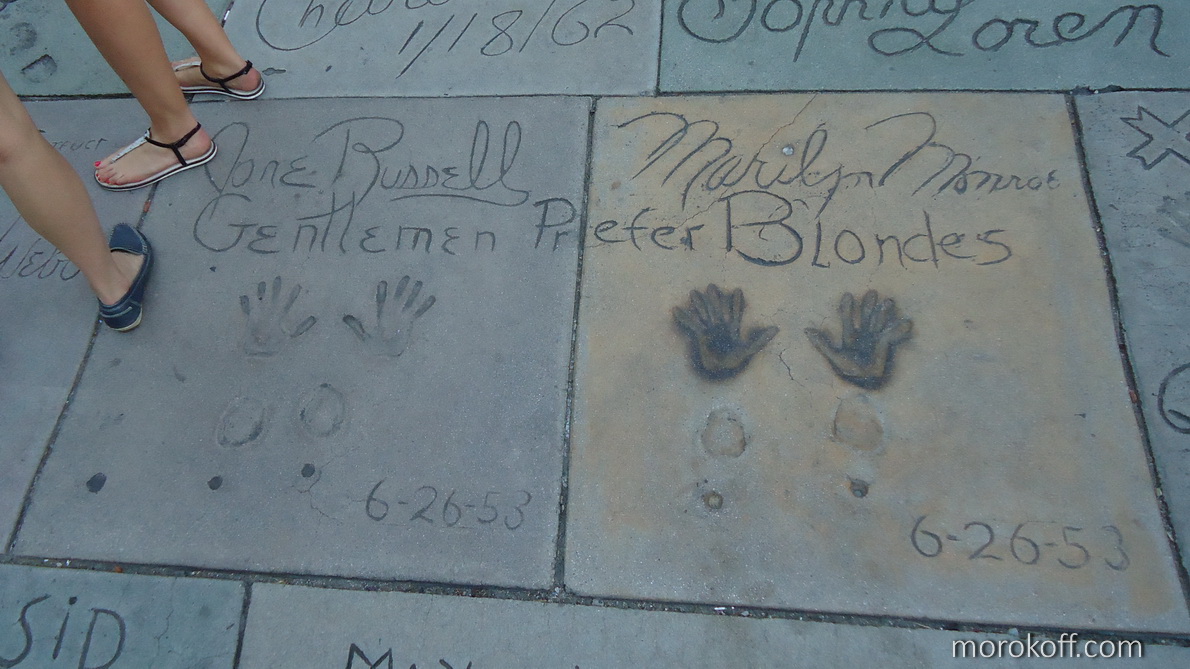 1/18/62
Sophia
Loren
Jane Russell
Marilyn Monroe
Gentlemen Prefer Blondes
6-26-53
6-26-53
SiD
morokoff.com